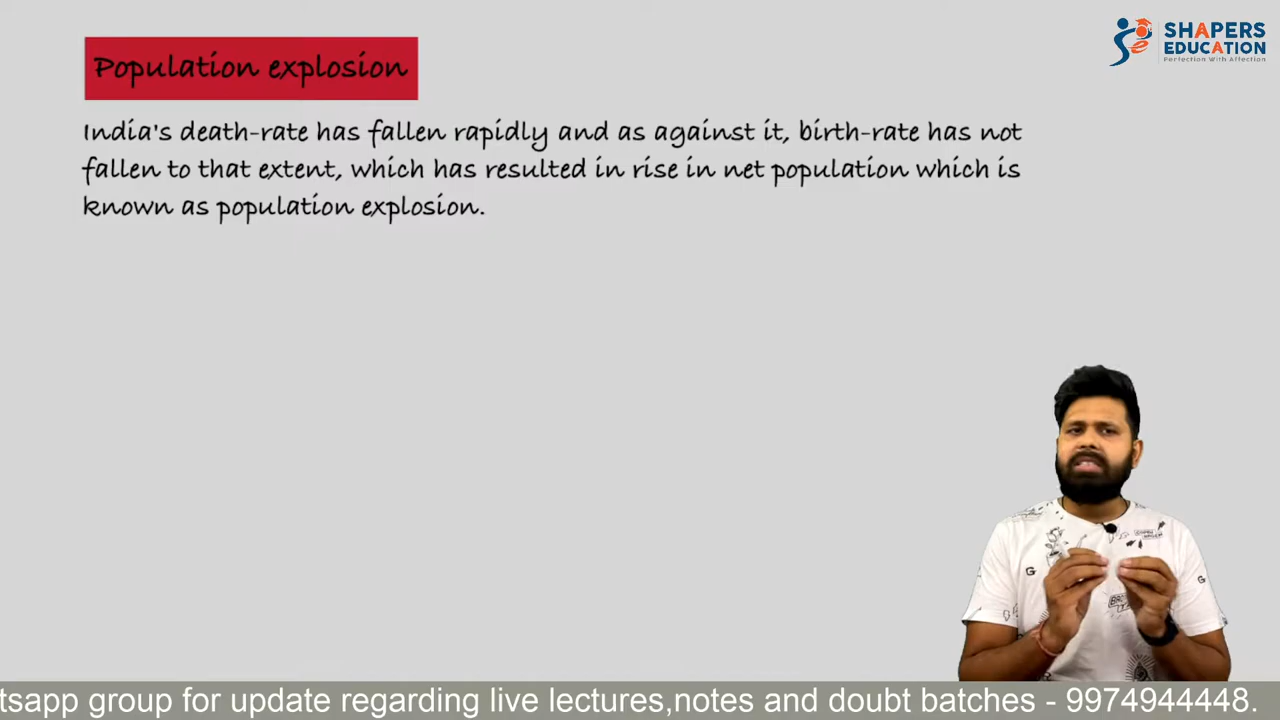 Population explosion
SHAPERS
EDUCATION
Perfection With Affection
India's death-rate has fallen rapidly and as against it, birth-rate has not
fallen to that extent, which has resulted in rise in net population which is
known as population explosion.
G
G
tsapp group for update regarding live lectures,notes and doubt batches - 9974944448.